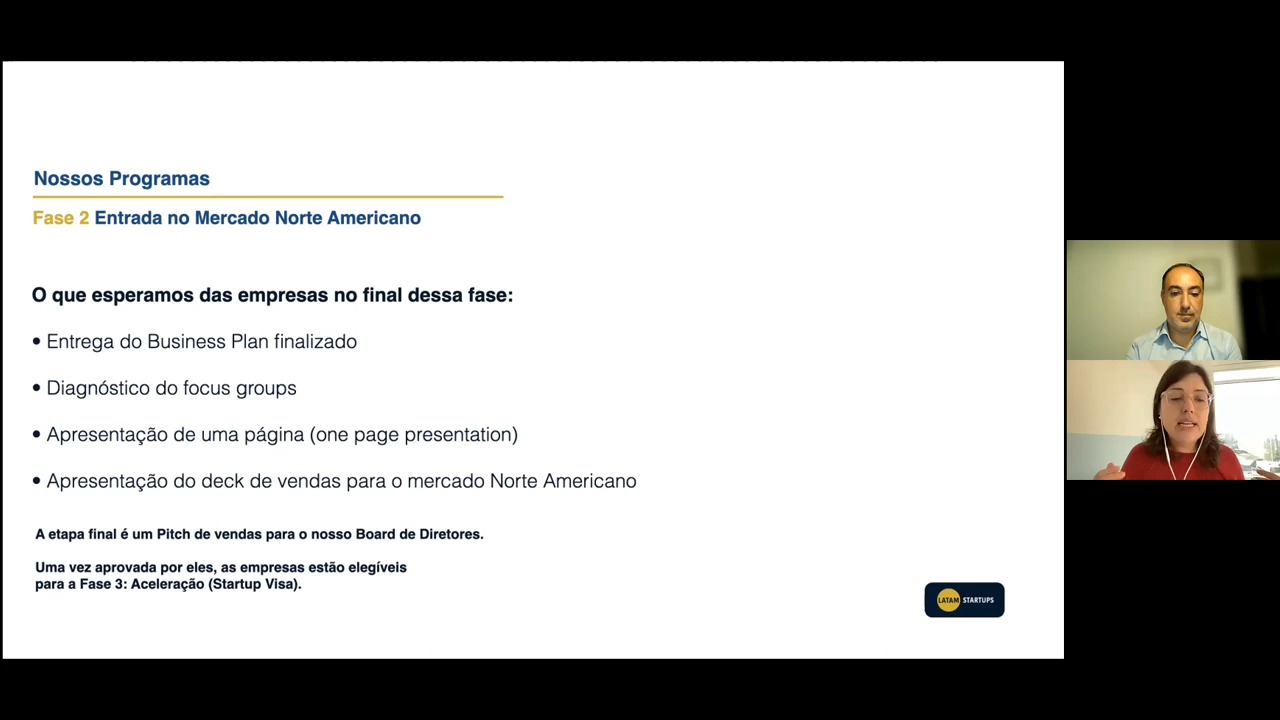 Nossos Programas
Fase 2 Entrada no Mercado Norte Americano
O que esperamos das empresas no final dessa fase:
• Entrega do Business Plan finalizado
• Diagnóstico do focus groups
• Apresentação de uma página (one page presentation)
• Apresentação do deck de vendas para o mercado Norte Americano
A etapa final é um Pitch de vendas para o nosso Board de Diretores.
Uma vez aprovada por eles, as empresas estão elegíveis
para a Fase 3: Aceleração (Startup Visa).
LATAM STARTUPS